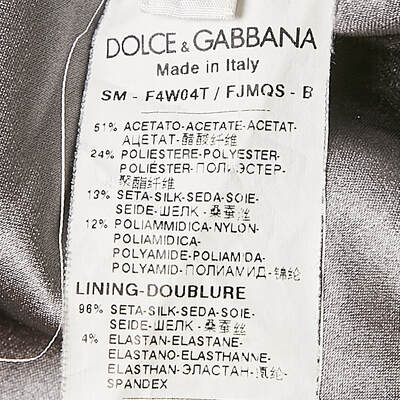 DOLCE & GABBANA
Made in Italy
SM - F4W04T / FJMQS - B
51% ACETATO-ACETATE-ACETAT-
АЦЕТАТ-醋酸纤维
24% POLIESTERE-POLYESTER-
POLIÉSTER-ПОЛИЭСТЕР-
聚酯纤维
13% SETA-SILK-SEDA-SOIE-
SEIDE-ШЕЛК-桑蚕丝
12% POLIAMMIDICA-NYLON-
POLIAMIDICA-
POLYAMIDE-POLIAMIDA-
POLYAMID-ПОЛИАМИД-锦纶
LINING-DOUBLURE
96% SETA-SILK-SEDA-SOIE-
SEIDE-ШЕЛК-桑蚕丝
4% ELASTAN-ELASTANE-
ELASTANO-ELASTHANNE-
ELASTHAN-ЭЛАСТАН-氨纶
SPANDEX